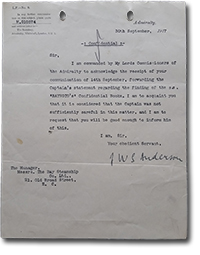 Admiralty,
30th September, 1917
Confidential
Sir,
I am commanded by My Lords Commissioners
of the Admiralty to acknowledge the receipt of your
communication of 14th September, forwarding the
Captain's statement regarding the of the s.s.
Confidential Books. I am to acquaint you
that it is considered that the Captain was not
sufficiently careful in this matter, and I am to
request that you will be good enough to inform him
of this.
I am, Sir,
Your obedient Servant,
J W S Anderson
The Manager,
Messrs. The Steamship
Co. Ltd.,
Old Broad Street,
E. C.